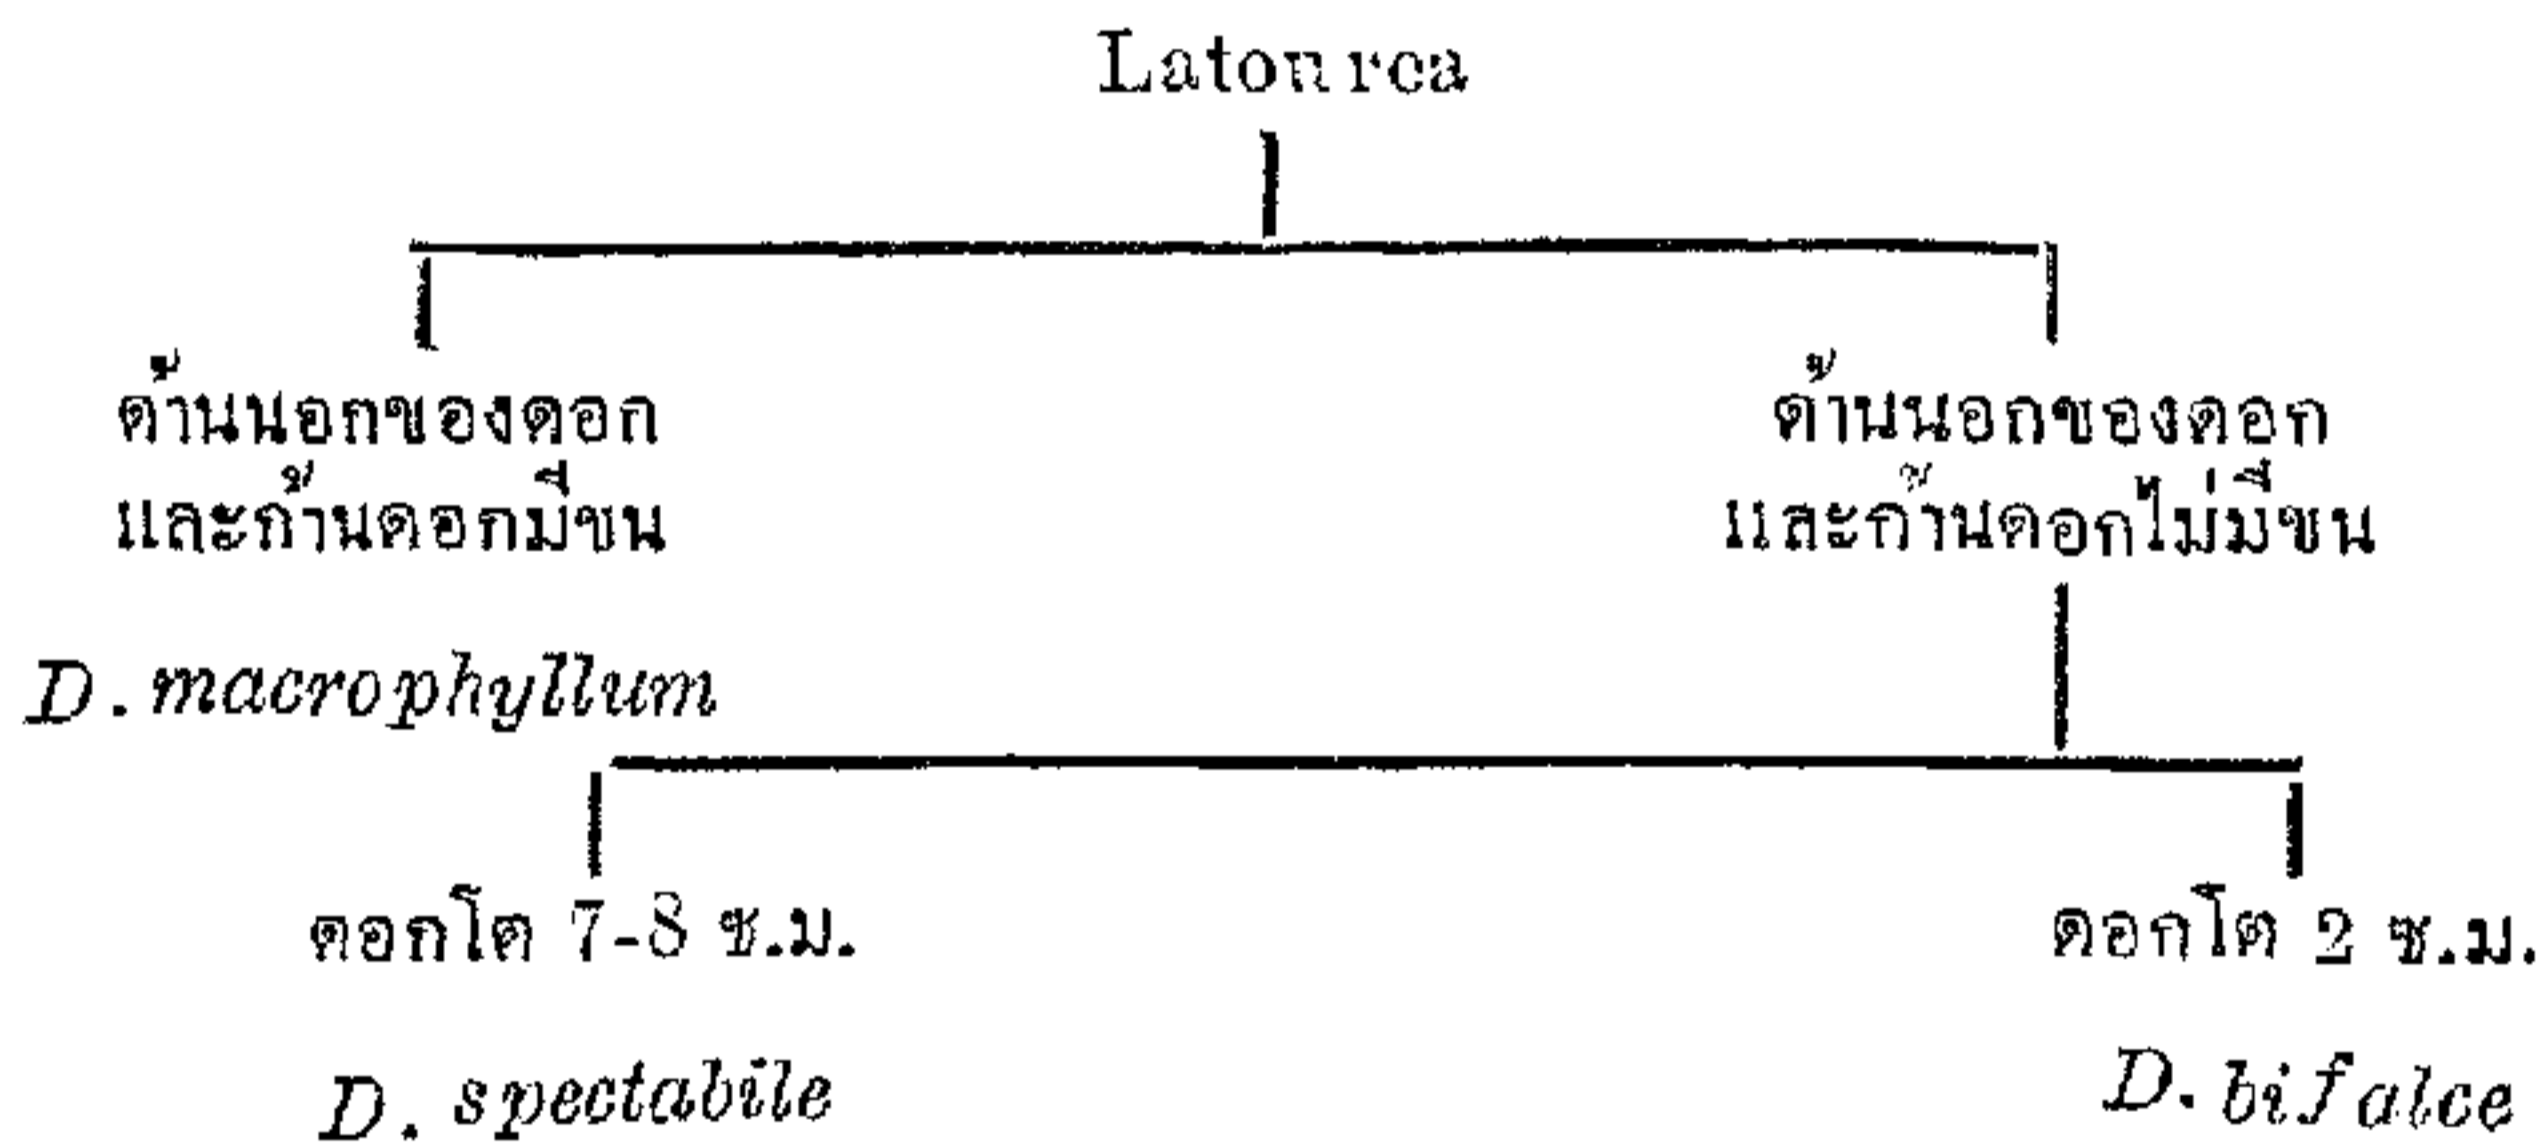 Latourea
ด้านนอกของดอก
และก้านดอกมีขน
D. macrophyllum
ด้านนอกของดอก
และก้านดอกไม่มีขน
ดอกโต 7-8 ซ.ม.
D. spectabile
ดอกโต 2 ซ.ม.
D. bifalce